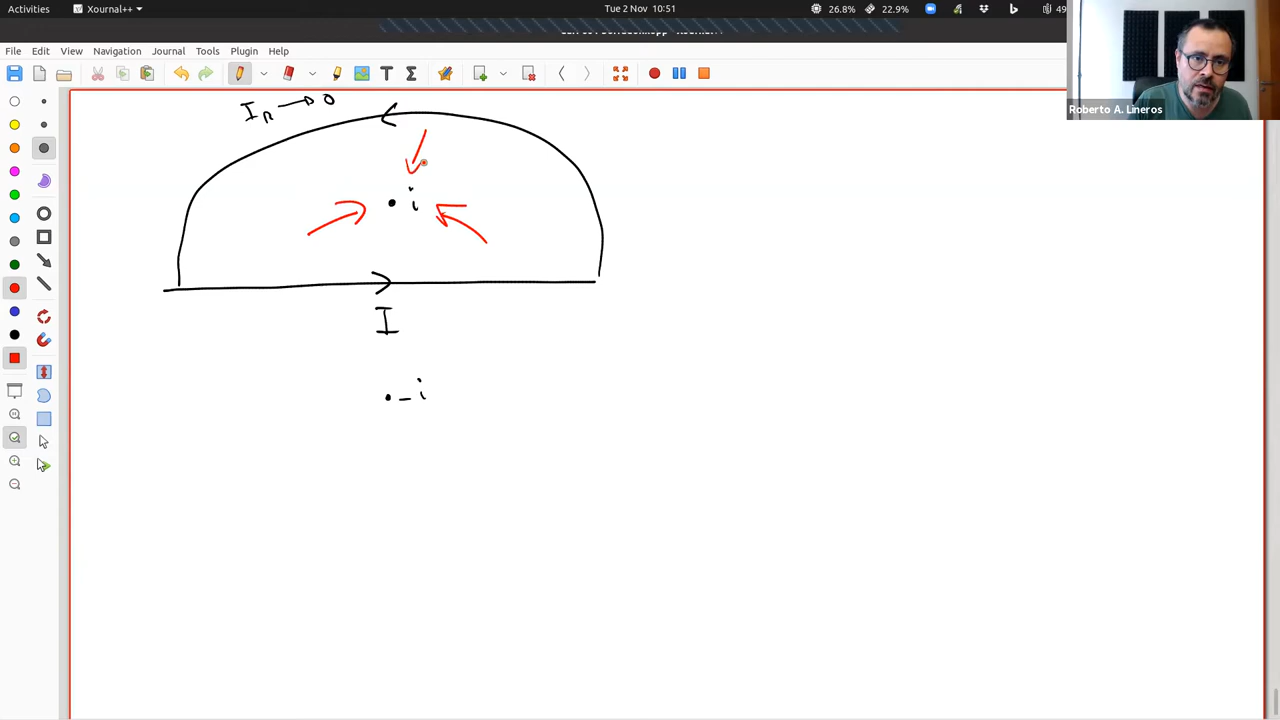 Activities Xournal++ Tue 2 Nov 10:51 26.8% 22.9%
File Edit View Navigation Journal Tools Plugin Help
Roberto A. Lineros
I_R → 0
i
I
-i